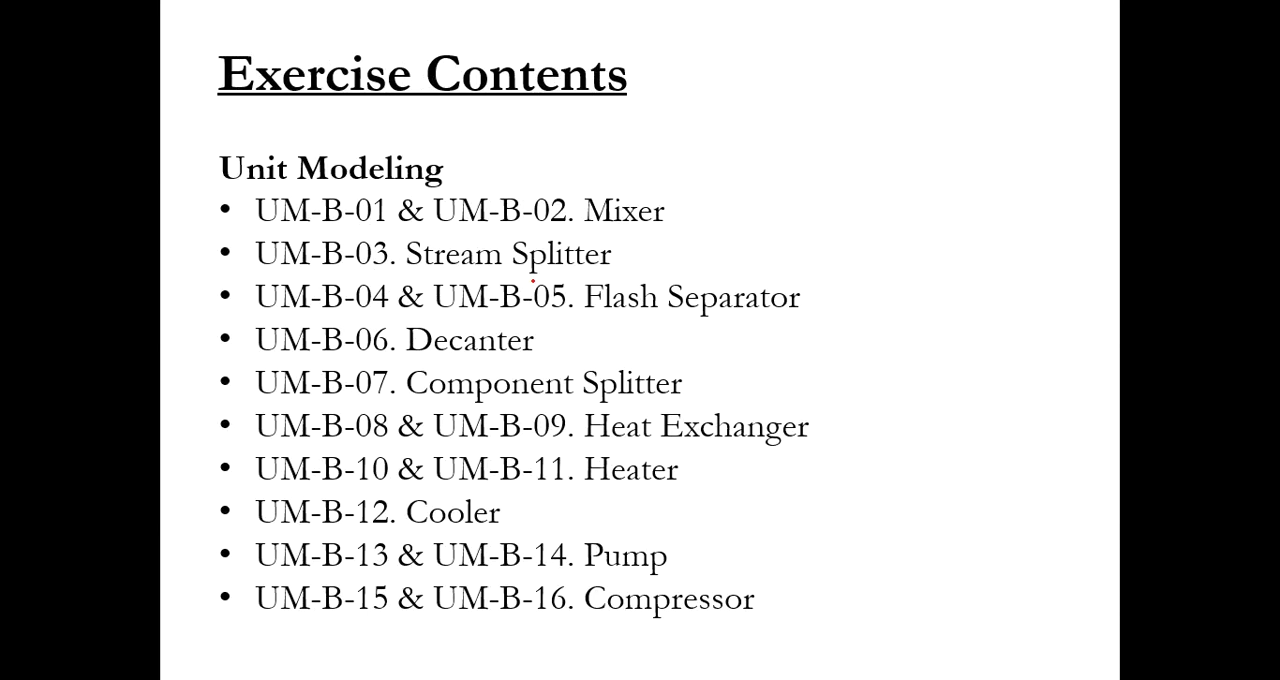 Exercise Contents
Unit Modeling
• UM-B-01 & UM-B-02. Mixer
• UM-B-03. Stream Splitter
• UM-B-04 & UM-B-05. Flash Separator
• UM-B-06. Decanter
• UM-B-07. Component Splitter
• UM-B-08 & UM-B-09. Heat Exchanger
• UM-B-10 & UM-B-11. Heater
• UM-B-12. Cooler
• UM-B-13 & UM-B-14. Pump
• UM-B-15 & UM-B-16. Compressor